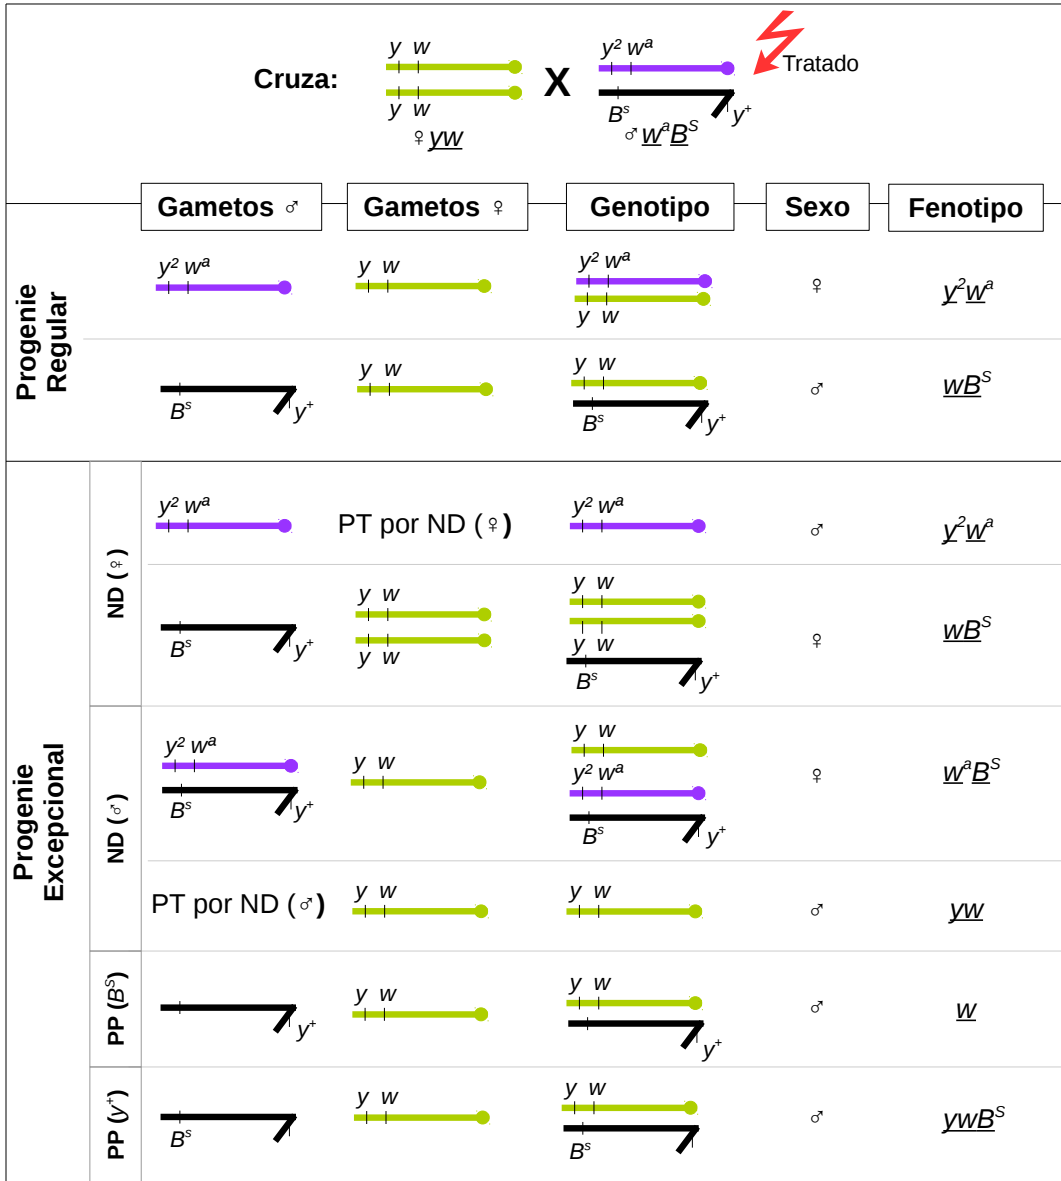 y w
y² wᵃ
Cruza:
X
Tratado
y w
Bˢ
y⁺
♀ yw
♂ wᵃBˢ
Gametos ♂
Gametos ♀
Genotipo
Sexo
Fenotipo
Progenie
Regular
y² wᵃ
y w
y² wᵃ
y w
♀
y²wᵃ
Bˢ
y⁺
y w
y w
Bˢ
y⁺
♂
wBˢ
Progenie
Excepcional
ND (♀)
y² wᵃ
PT por ND (♀)
y² wᵃ
♂
y²wᵃ
Bˢ
y⁺
y w
y w
y w
y w
Bˢ
y⁺
♀
wBˢ
ND (♂)
y² wᵃ
Bˢ
y⁺
y w
y w
y² wᵃ
Bˢ
y⁺
♀
wᵃBˢ
PT por ND (♂)
y w
y w
♂
yw
PP (Bˢ)
y⁺
y w
y w
y⁺
♂
w
PP (y⁺)
Bˢ
y w
y w
Bˢ
♂
ywBˢ